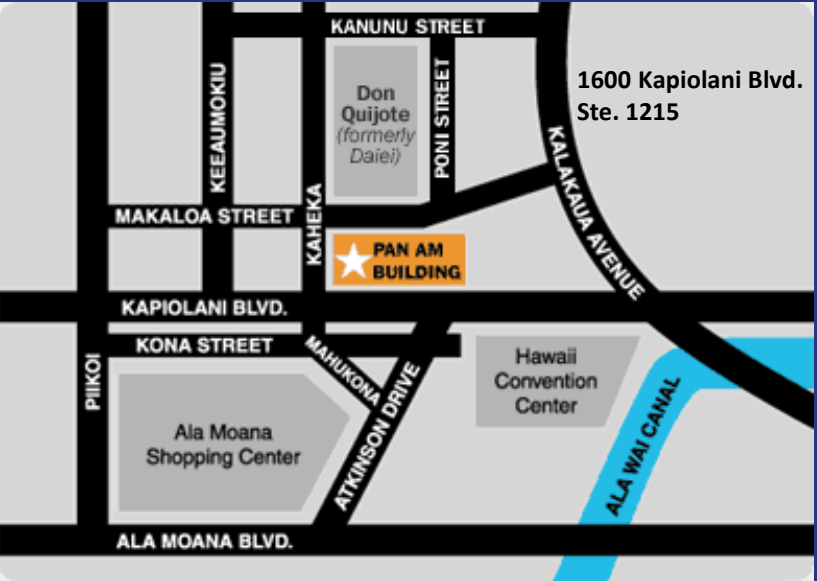 KANUNU STREET
1600 Kapiolani Blvd.
Ste. 1215
KEEAUMOKIU
Don
Quijote
(formerly
Daiei)
PONI STREET
KALAKAUA AVENUE
MAKALOA STREET
KAHEKA
PAN AM
BUILDING
KAPIOLANI BLVD.
KONA STREET
MAHUKONA
PIIKOI
ATKINSON DRIVE
Hawaii
Convention
Center
ALA WAI CANAL
Ala Moana
Shopping Center
ALA MOANA BLVD.